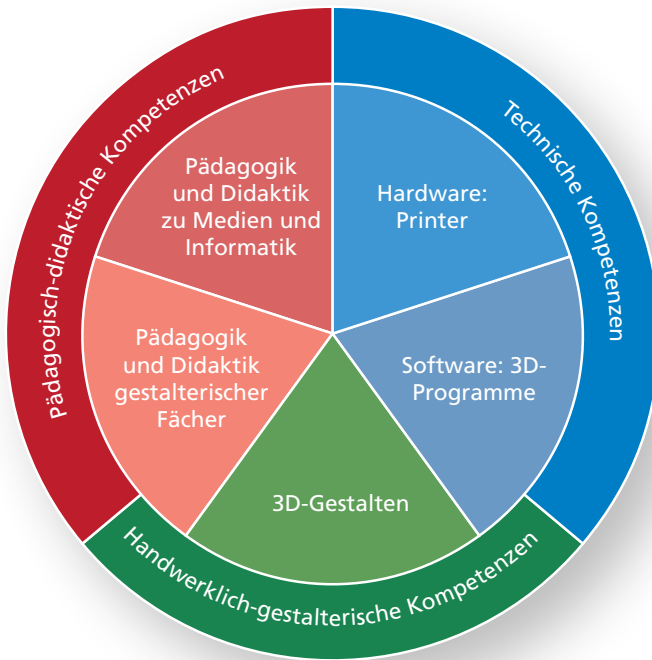 Pädagogisch-didaktische Kompetenzen
Technische Kompetenzen
Pädagogik
und Didaktik
zu Medien und
Informatik
Hardware:
Printer
Pädagogik
und Didaktik
gestalterischer
Fächer
Software: 3D-
Programme
3D-Gestalten
Handwerklich-gestalterische Kompetenzen